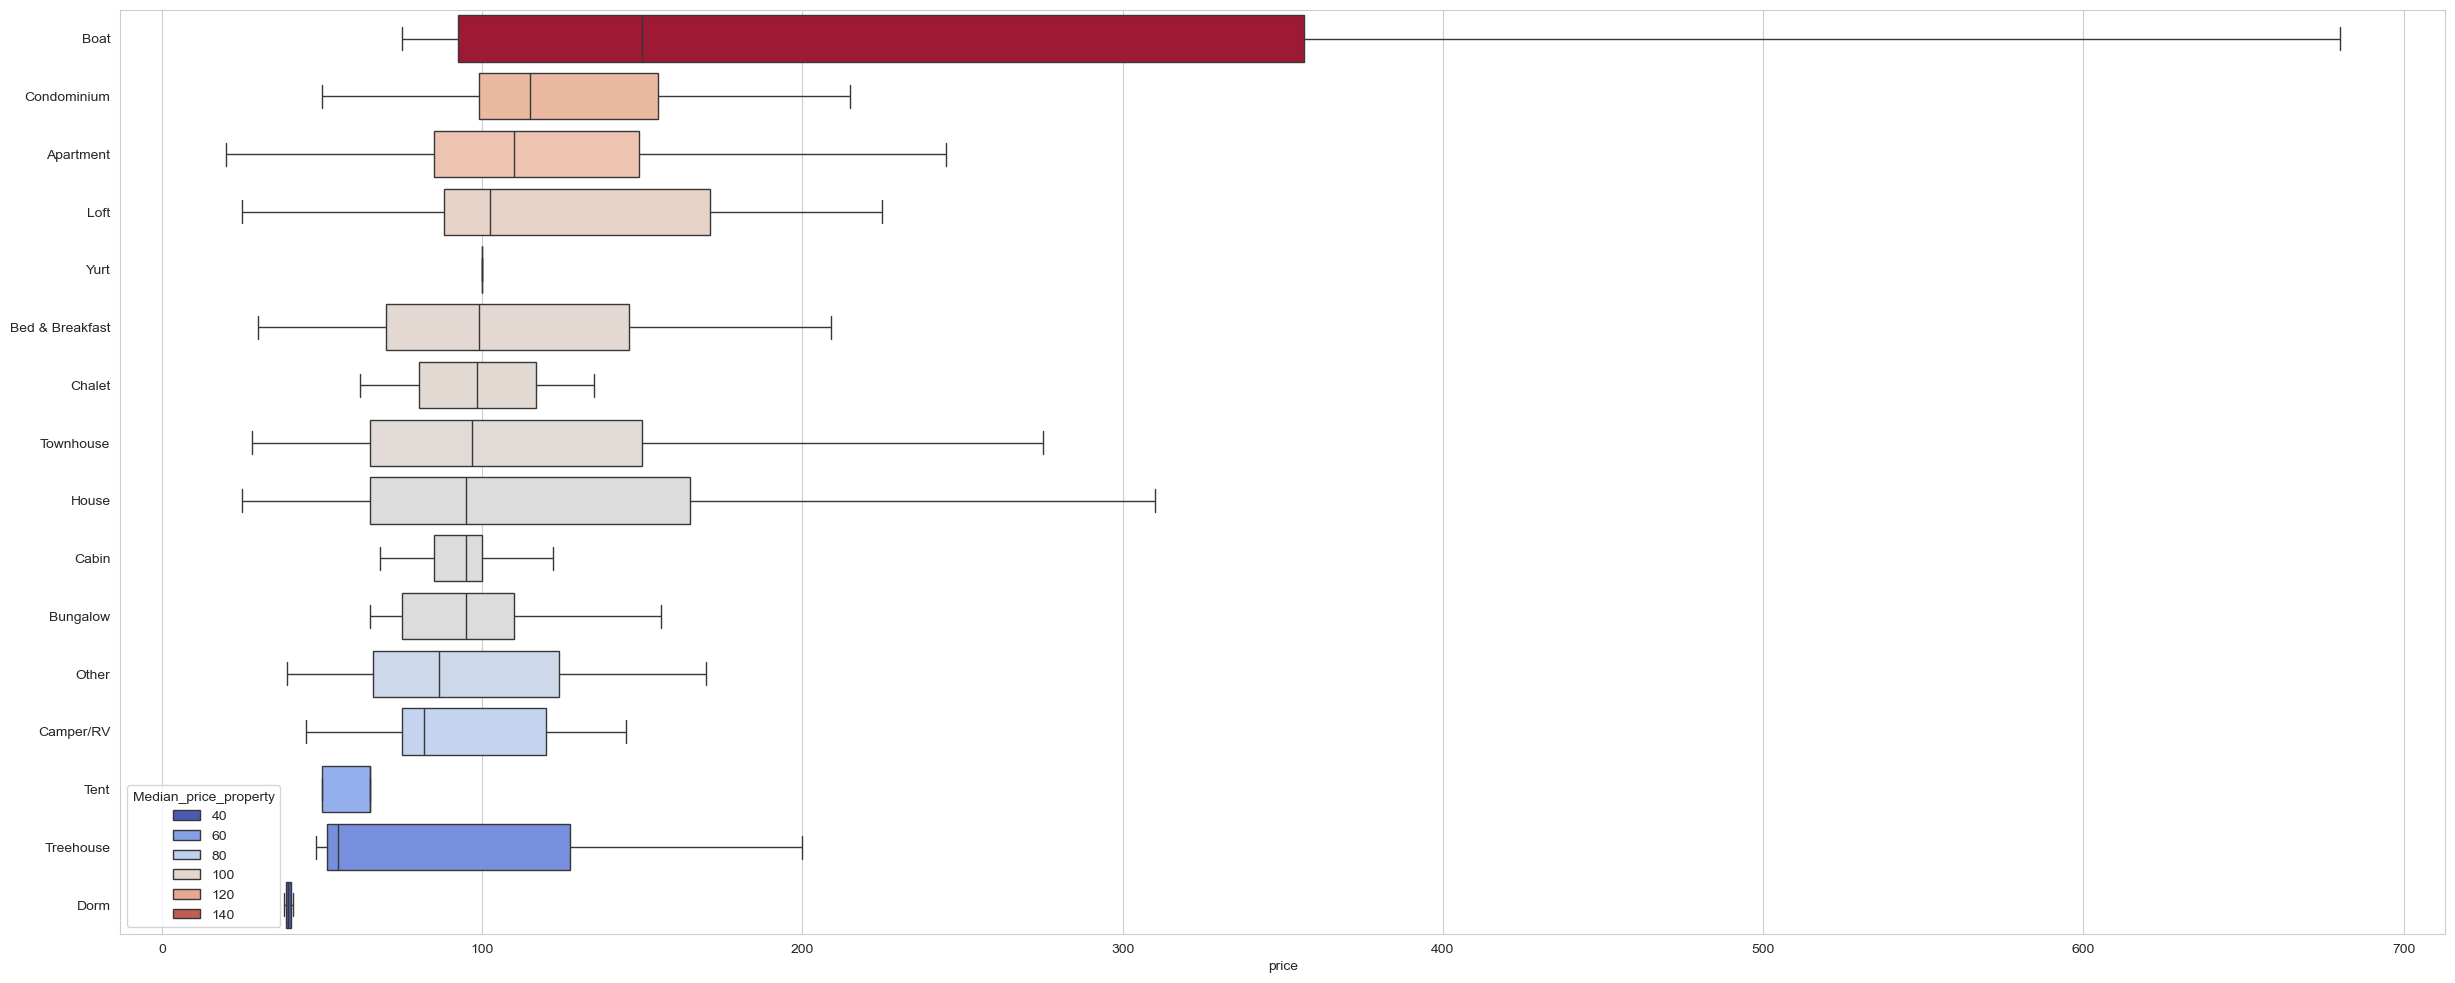 Boat
Condominium
Apartment
Loft
Yurt
Bed & Breakfast
Chalet
Townhouse
House
Cabin
Bungalow
Other
Camper/RV
Tent
Treehouse
Dorm
Median_price_property
40
60
80
100
120
140
0 100 200 300 400 500 600 700
price